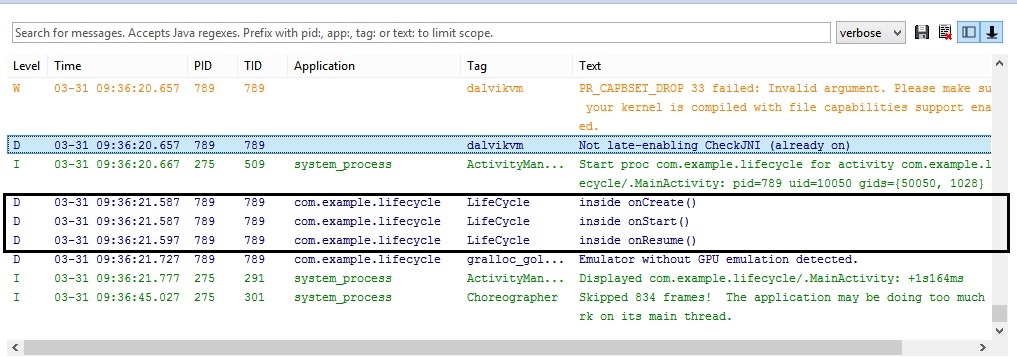 Search for messages. Accepts Java regexes. Prefix with pid:, app:, tag: or text: to limit scope.
verbose
Level Time PID TID Application Tag Text
W 03-31 09:36:20.657 789 789 dalvikvm PR_CAPBSET_DROP 33 failed: Invalid argument. Please make su
your kernel is compiled with file capabilities support ena
ed.
D 03-31 09:36:20.657 789 789 dalvikvm Not late-enabling CheckJNI (already on)
I 03-31 09:36:20.667 275 509 system_process ActivityMan... Start proc com.example.lifecycle for activity com.example.l
ecycle/.MainActivity: pid=789 uid=10050 gids={50050, 1028}
D 03-31 09:36:21.587 789 789 com.example.lifecycle LifeCycle inside onCreate()
D 03-31 09:36:21.587 789 789 com.example.lifecycle LifeCycle inside onStart()
D 03-31 09:36:21.597 789 789 com.example.lifecycle LifeCycle inside onResume()
D 03-31 09:36:21.727 789 789 com.example.lifecycle gralloc_gol... Emulator without GPU emulation detected.
I 03-31 09:36:21.777 275 291 system_process ActivityMan... Displayed com.example.lifecycle/.MainActivity: +1s164ms
I 03-31 09:36:45.027 275 301 system_process Choreographer Skipped 834 frames! The application may be doing too much
rk on its main thread.